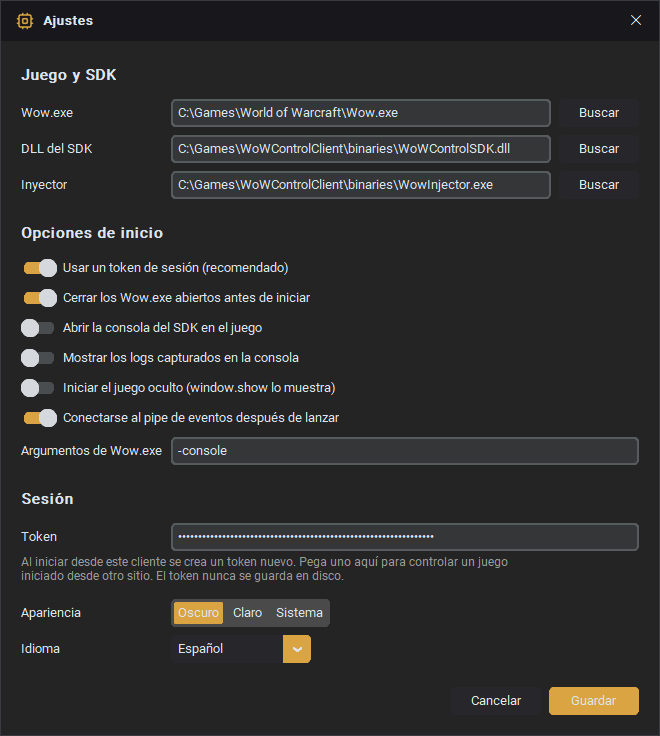 Ajustes
Juego y SDK
Wow.exe C:\Games\World of Warcraft\Wow.exe Buscar
DLL del SDK C:\Games\WoWControlClient\binaries\WoWControlSDK.dll Buscar
Inyector C:\Games\WoWControlClient\binaries\WowInjector.exe Buscar
Opciones de inicio
Usar un token de sesión (recomendado)
Cerrar los Wow.exe abiertos antes de iniciar
Abrir la consola del SDK en el juego
Mostrar los logs capturados en la consola
Iniciar el juego oculto (window.show lo muestra)
Conectarse al pipe de eventos después de lanzar
Argumentos de Wow.exe -console
Sesión
Token
Al iniciar desde este cliente se crea un token nuevo. Pega uno aquí para controlar un juego
iniciado desde otro sitio. El token nunca se guarda en disco.
Apariencia Oscuro Claro Sistema
Idioma Español
Cancelar Guardar